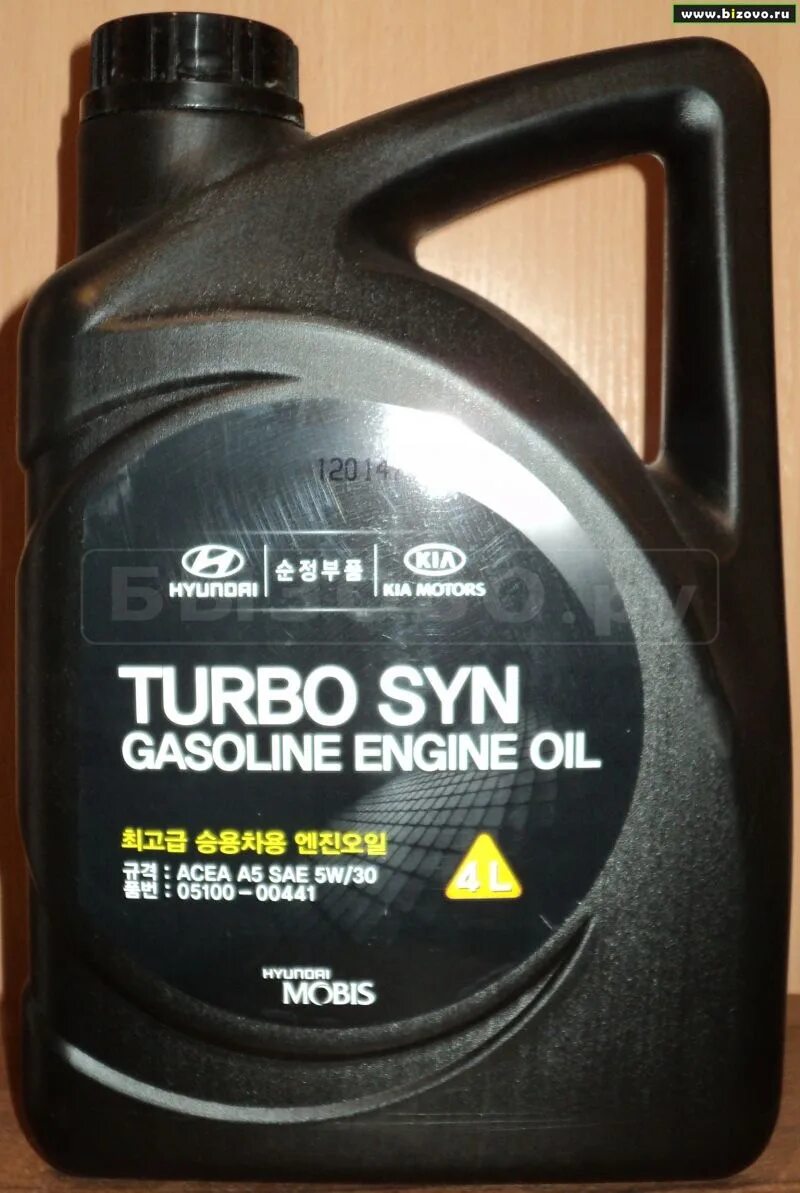 www.bizovo.ru
120147
HYUNDAI 순정부품 KIA
KIA MOTORS
Бызово.ру
TURBO SYN
GASOLINE ENGINE OIL
최고급 승용차용 엔진오일
규격 : ACEA A5 SAE 5W/30
품번 : 05100-00441
4 L
HYUNDAI
MOBIS